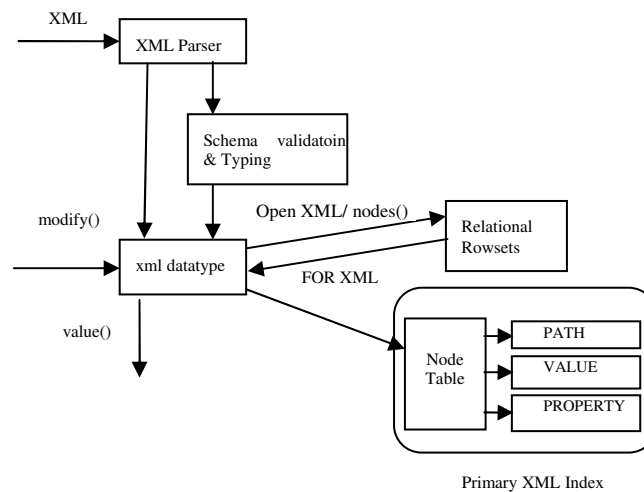 XML
XML Parser
Schema validatoin
& Typing
modify()
Open XML/ nodes()
Relational
Rowsets
xml datatype
FOR XML
value()
Node
Table
PATH
VALUE
PROPERTY
Primary XML Index